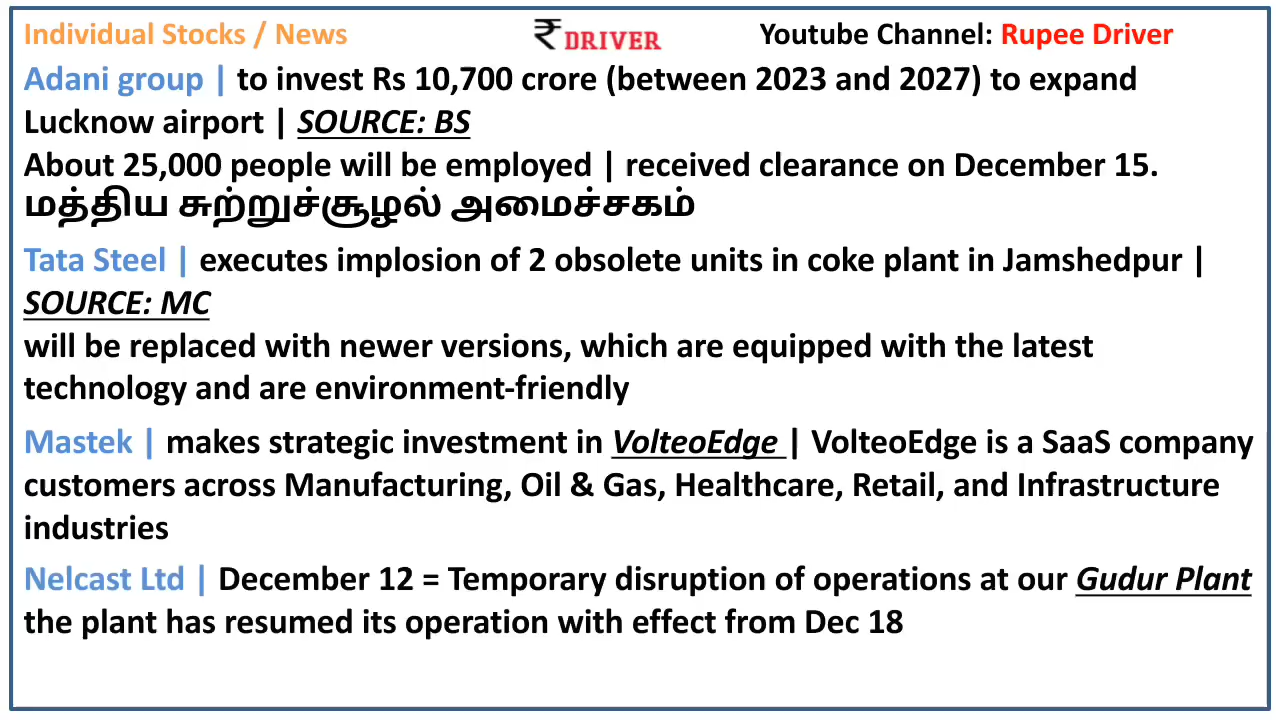 Individual Stocks / News
₹ DRIVER
Youtube Channel: Rupee Driver
Adani group | to invest Rs 10,700 crore (between 2023 and 2027) to expand
Lucknow airport | SOURCE: BS
About 25,000 people will be employed | received clearance on December 15.
மத்திய சுற்றுச்சூழல் அமைச்சகம்
Tata Steel | executes implosion of 2 obsolete units in coke plant in Jamshedpur |
SOURCE: MC
will be replaced with newer versions, which are equipped with the latest
technology and are environment-friendly
Mastek | makes strategic investment in VolteoEdge | VolteoEdge is a SaaS company
customers across Manufacturing, Oil & Gas, Healthcare, Retail, and Infrastructure
industries
Nelcast Ltd | December 12 = Temporary disruption of operations at our Gudur Plant
the plant has resumed its operation with effect from Dec 18